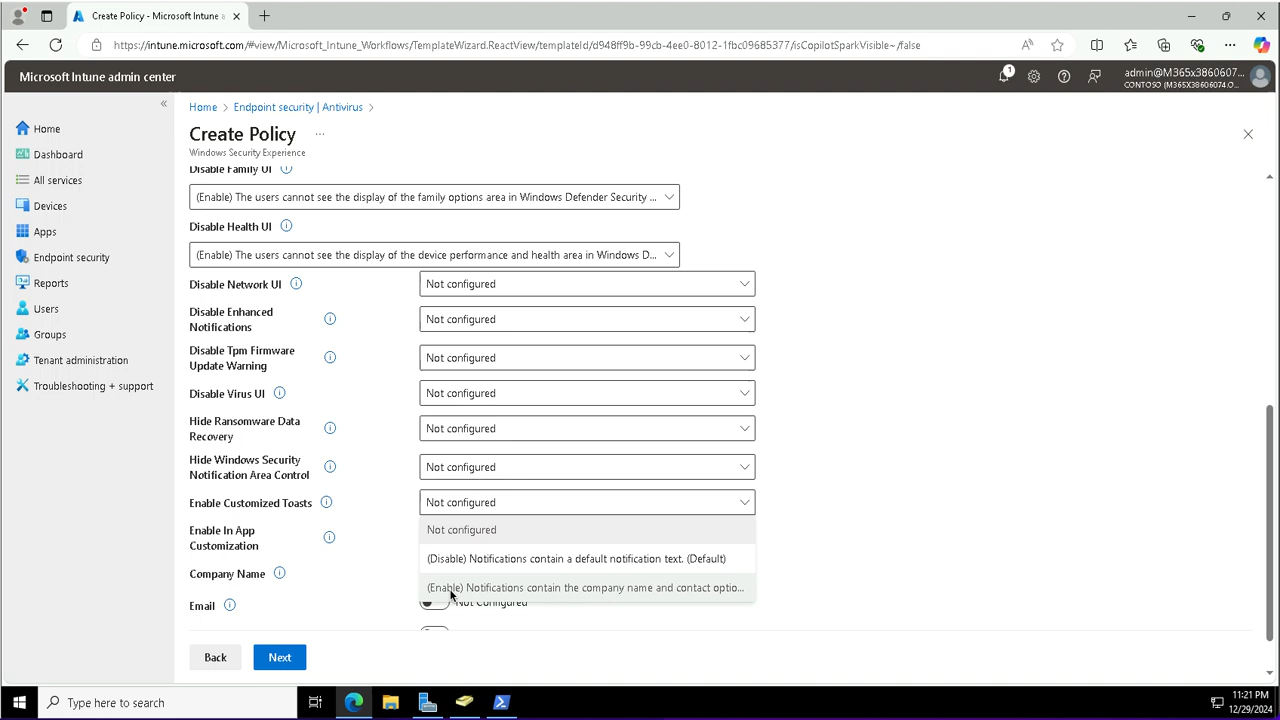 Create Policy - Microsoft Intune a
https://intune.microsoft.com/#view/Microsoft_Intune_Workflows/TemplateWizard.ReactView/templateId/d948ff9b-99cb-4ee0-8012-1fbc09685377/isCopilotSparkVisible~/false
Microsoft Intune admin center
1
admin@M365x3860607...
CONTOSO (M365X38606074.O...
Home
Dashboard
All services
Devices
Apps
Endpoint security
Reports
Users
Groups
Tenant administration
Troubleshooting + support
Home > Endpoint security | Antivirus >
Create Policy ...
Windows Security Experience
Disable Family UI
(Enable) The users cannot see the display of the family options area in Windows Defender Security ...
Disable Health UI
(Enable) The users cannot see the display of the device performance and health area in Windows D...
Disable Network UI
Not configured
Disable Enhanced
Notifications
Not configured
Disable Tpm Firmware
Update Warning
Not configured
Disable Virus UI
Not configured
Hide Ransomware Data
Recovery
Not configured
Hide Windows Security
Notification Area Control
Not configured
Enable Customized Toasts
Not configured
Not configured
(Disable) Notifications contain a default notification text. (Default)
(Enable) Notifications contain the company name and contact optio...
Enable In App
Customization
Company Name
Email
Not Configured
Back
Next
Type here to search
11:21 PM
12/29/2024